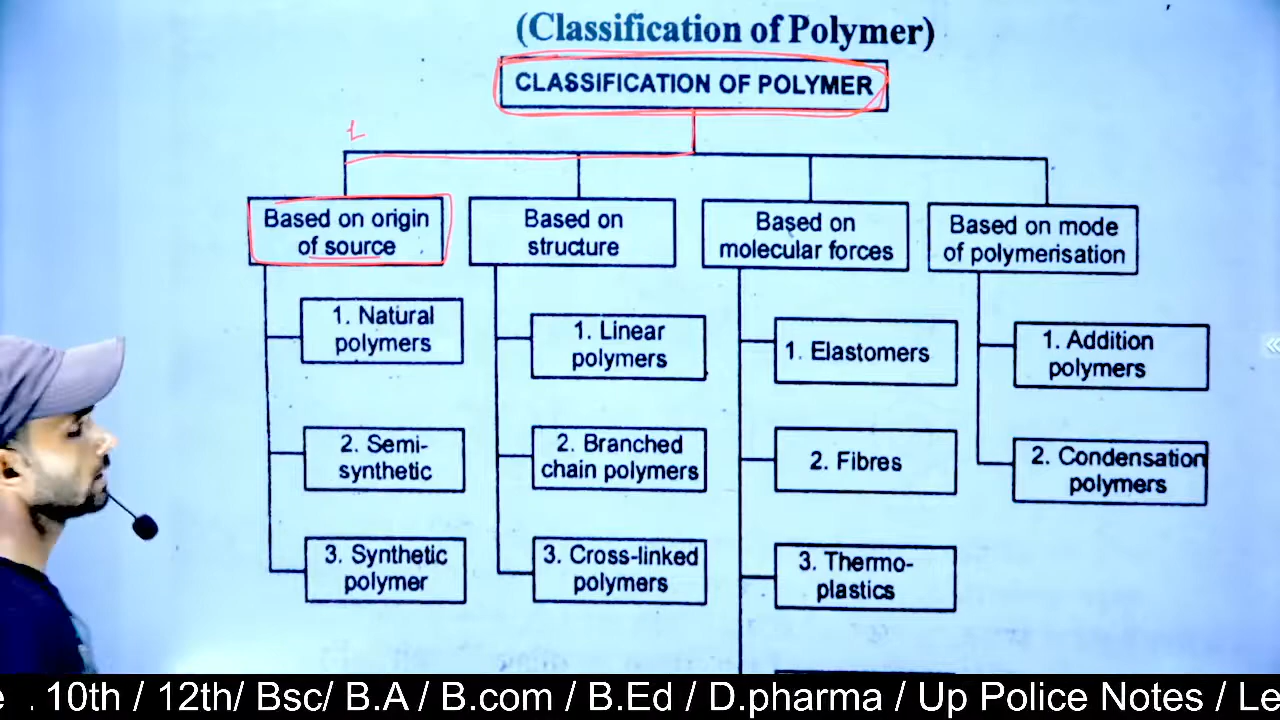 (Classification of Polymer)
CLASSIFICATION OF POLYMER
1
Based on origin
of source
Based on
structure
Based on
molecular forces
Based on mode
of polymerisation
1. Natural
polymers
2. Semi-
synthetic
3. Synthetic
polymer
1. Linear
polymers
2. Branched
chain polymers
3. Cross-linked
polymers
1. Elastomers
2. Fibres
3. Thermo-
plastics
1. Addition
polymers
2. Condensation
polymers
. 10th / 12th/ Bsc/ B.A / B.com / B.Ed / D.pharma / Up Police Notes /